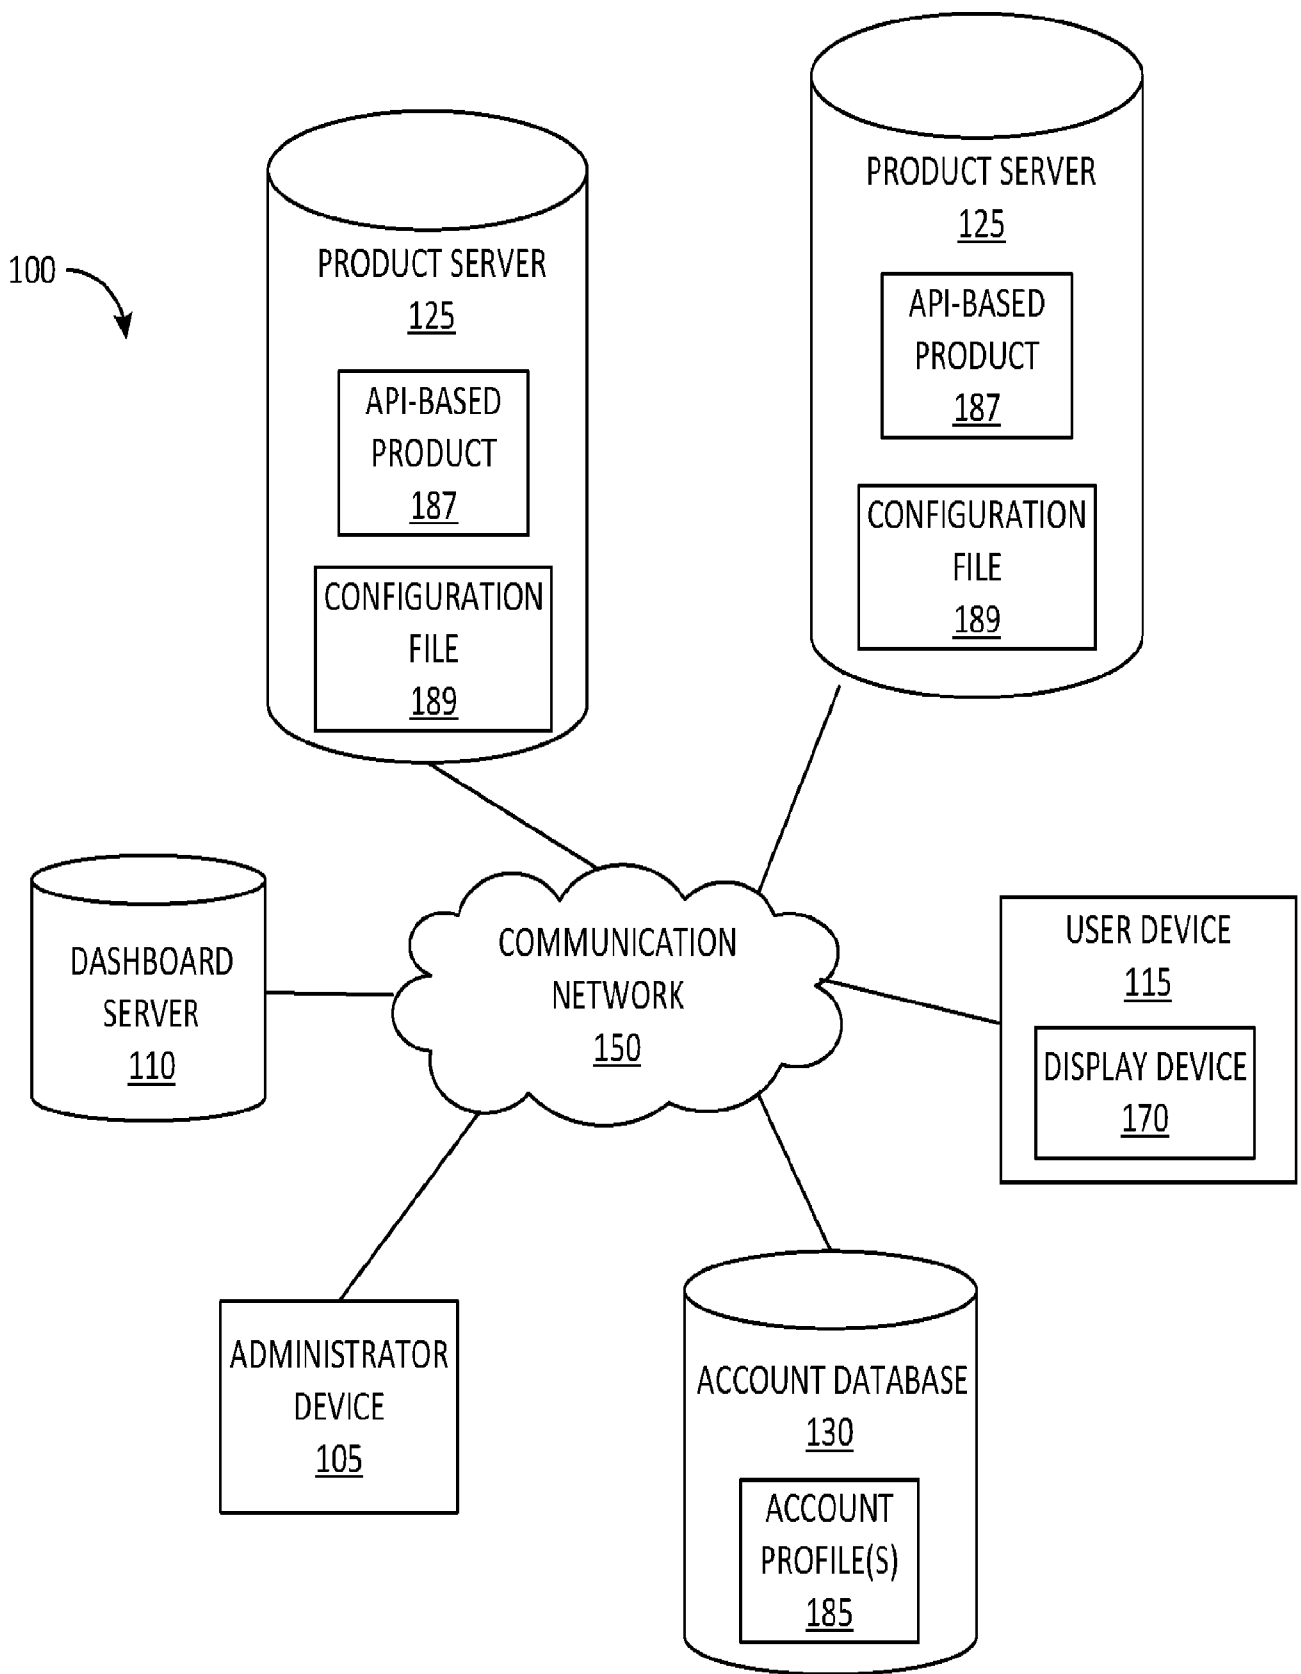 PRODUCT SERVER
125
API-BASED
PRODUCT
187
CONFIGURATION
FILE
189
100
PRODUCT SERVER
125
API-BASED
PRODUCT
187
CONFIGURATION
FILE
189
DASHBOARD
SERVER
110
COMMUNICATION
NETWORK
150
USER DEVICE
115
DISPLAY DEVICE
170
ADMINISTRATOR
DEVICE
105
ACCOUNT DATABASE
130
ACCOUNT
PROFILE(S)
185